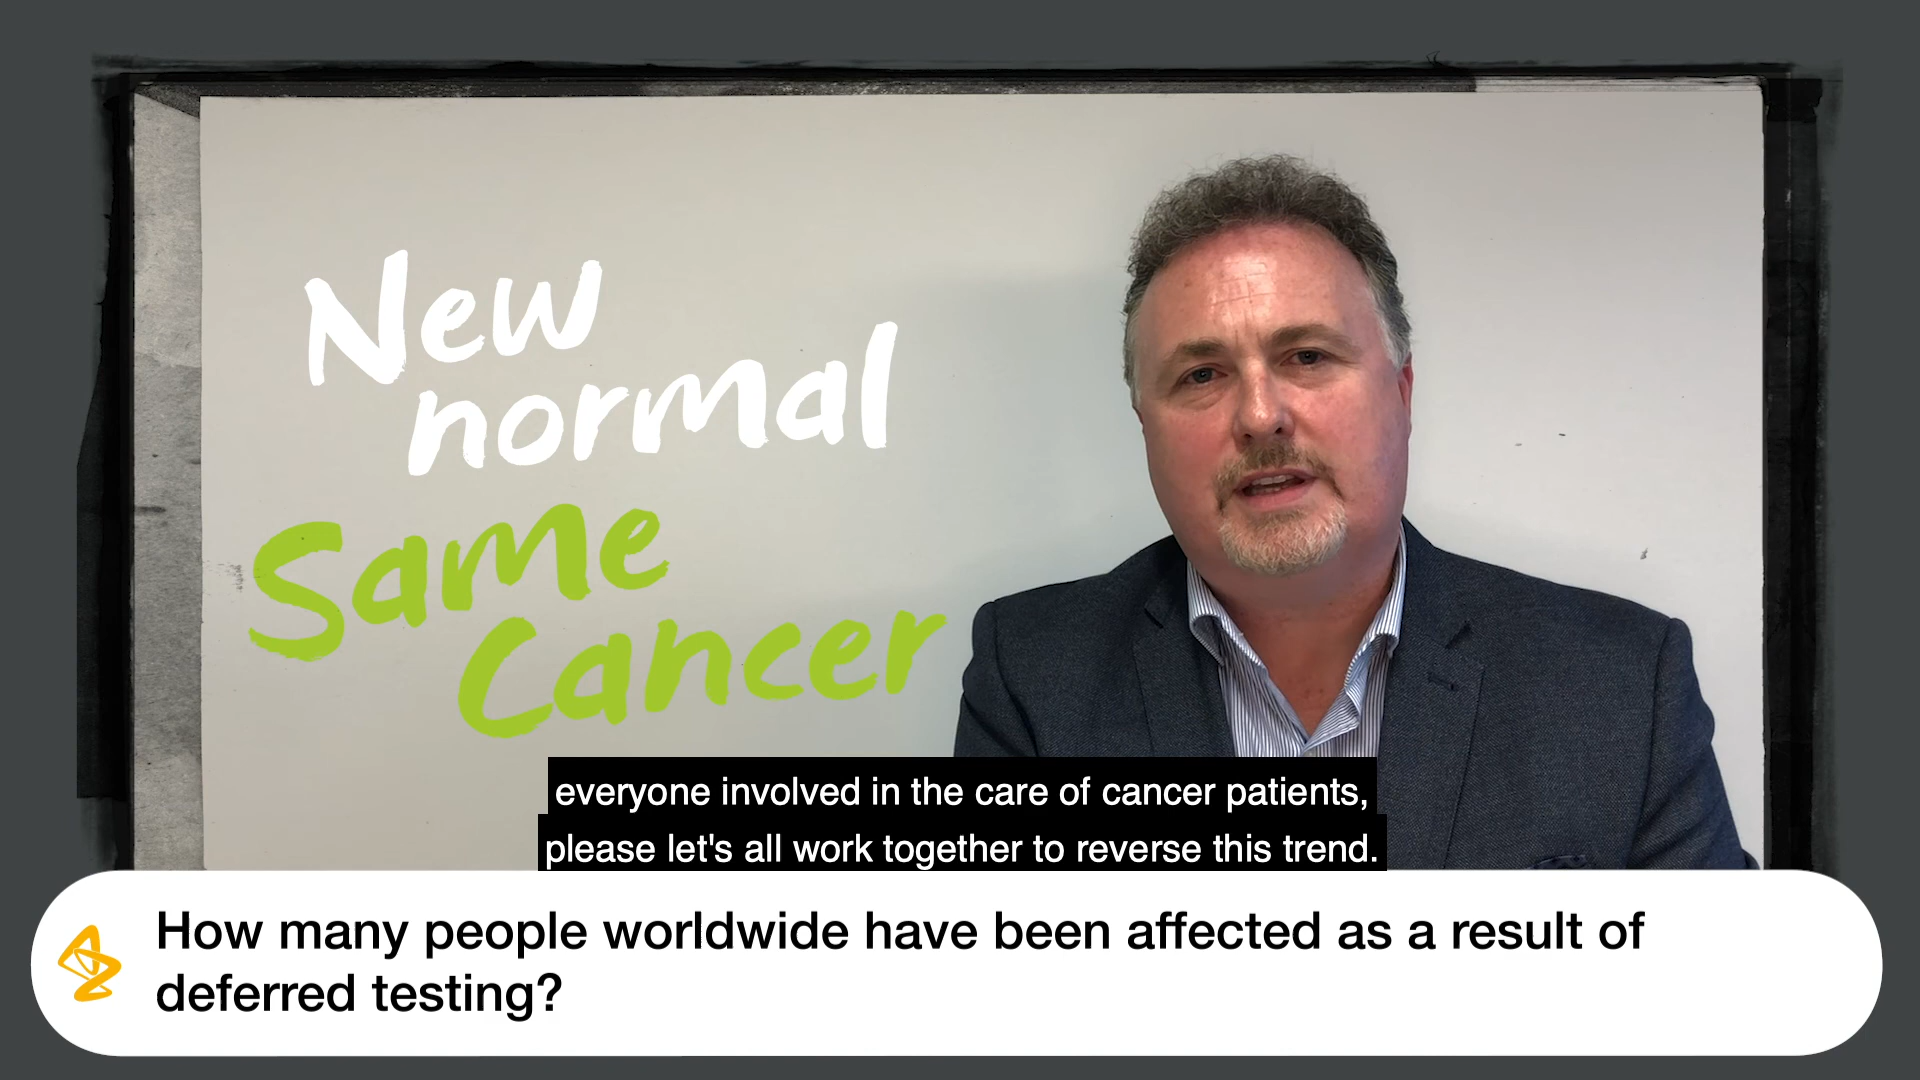 New
normal
Same
Cancer
everyone involved in the care of cancer patients,
please let's all work together to reverse this trend.
How many people worldwide have been affected as a result of
deferred testing?